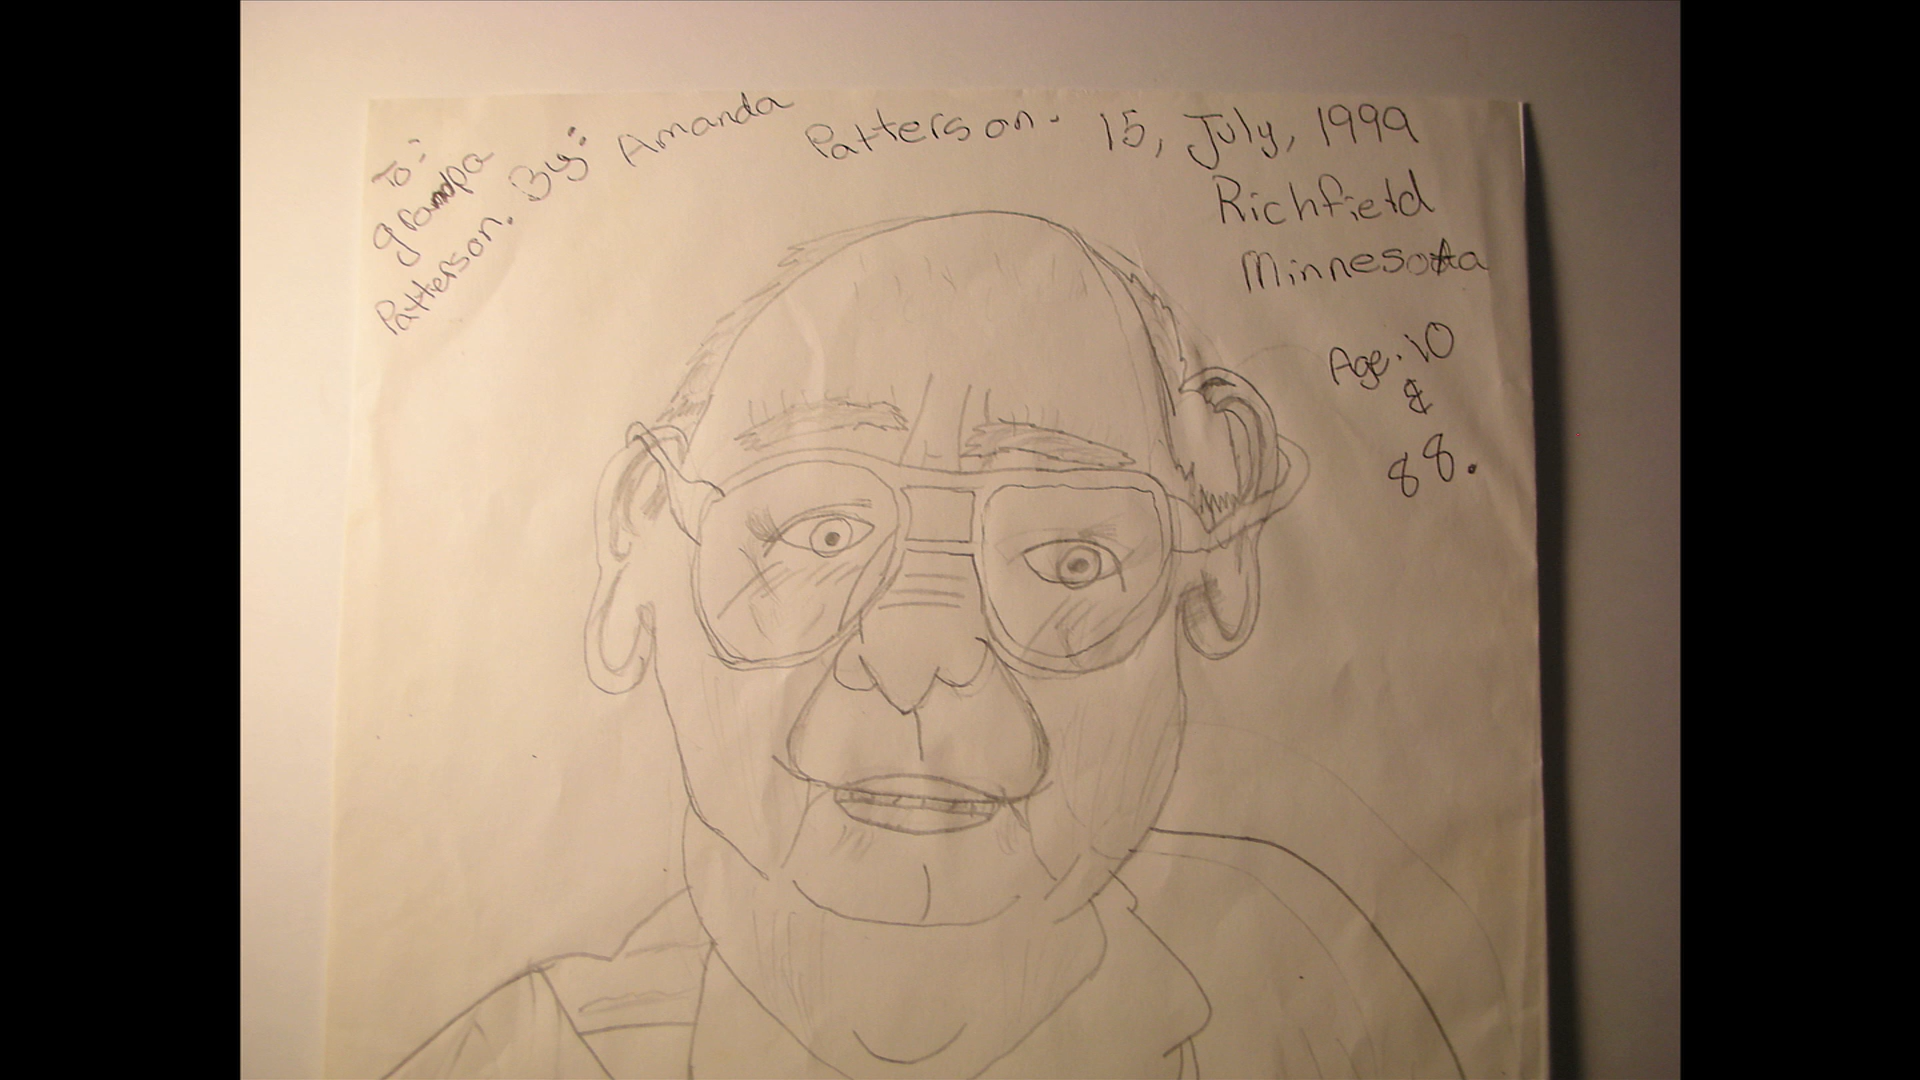 To:
grandpa
Patterson. By: Amanda Patterson. 15, July, 1999
Richfield
Minnesota
Age. 10
&
88.